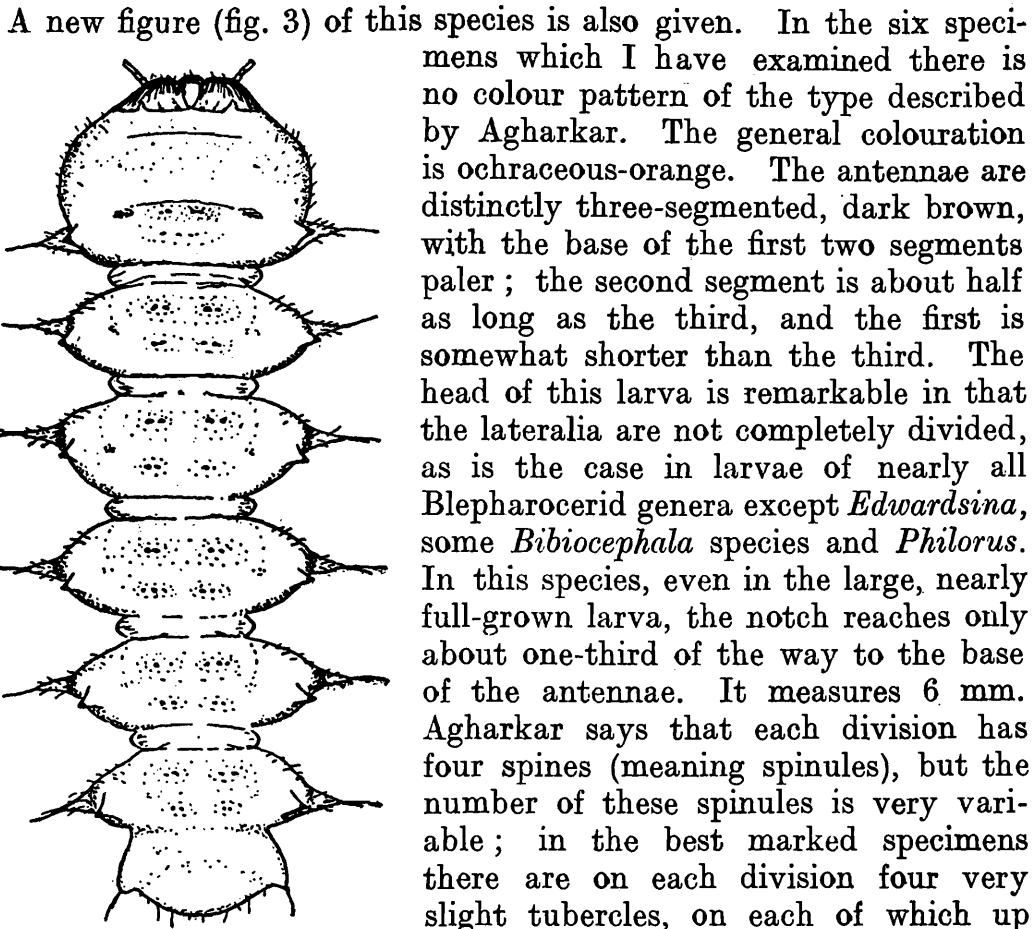 A new figure (fig. 3) of this species is also given. In the six speci-
mens which I have examined there is
no colour pattern of the type described
by Agharkar. The general colouration
is ochraceous-orange. The antennae are
distinctly three-segmented, dark brown,
with the base of the first two segments
paler ; the second segment is about half
as long as the third, and the first is
somewhat shorter than the third. The
head of this larva is remarkable in that
the lateralia are not completely divided,
as is the case in larvae of nearly all
Blepharocerid genera except Edwardsina,
some Bibiocephala species and Philorus.
In this species, even in the large, nearly
full-grown larva, the notch reaches only
about one-third of the way to the base
of the antennae. It measures 6 mm.
Agharkar says that each division has
four spines (meaning spinules), but the
number of these spinules is very vari-
able ; in the best marked specimens
there are on each division four very
slight tubercles, on each of which up